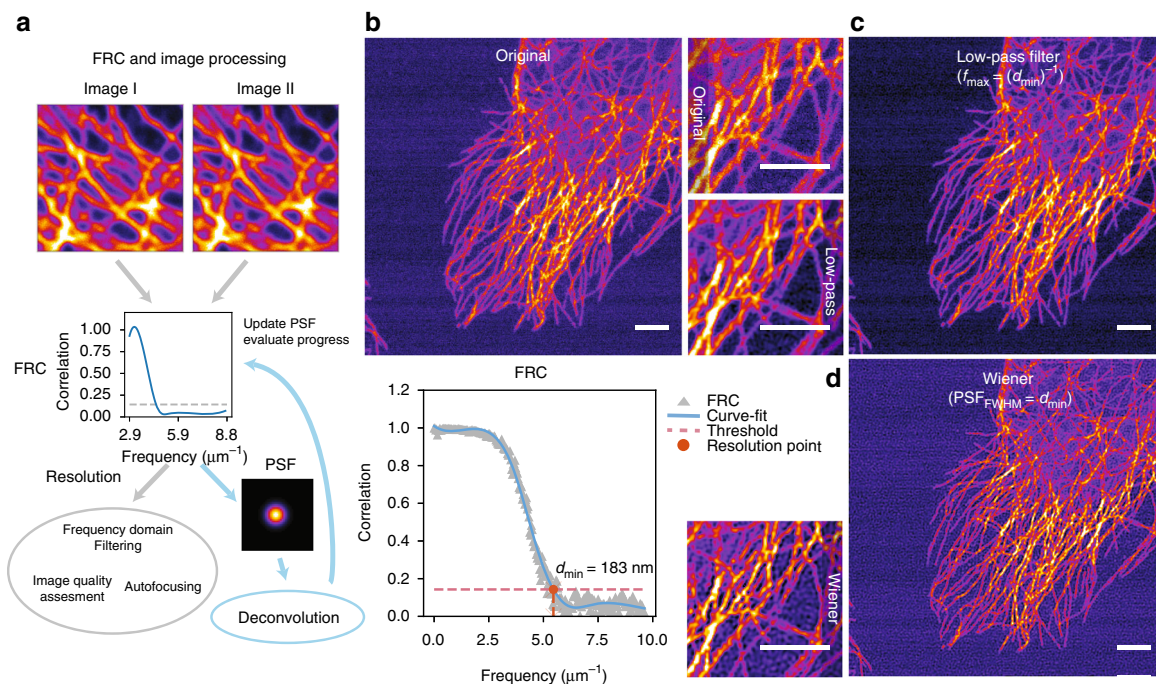 a
FRC and image processing
Image I
Image II
Update PSF
evaluate progress
FRC
Correlation
1.00
0.75
0.50
0.25
0.00
2.9
5.9
8.8
Frequency (μm⁻¹)
Resolution
PSF
Frequency domain
Filtering
Image quality
assesment
Autofocusing
Deconvolution
b
Original
Original
Low-pass
FRC
Correlation
1.2
1.0
0.8
0.6
0.4
0.2
0.0
0.0
2.5
5.0
7.5
10.0
Frequency (μm⁻¹)
d_min = 183 nm
FRC
Curve-fit
Threshold
Resolution point
Wiener
c
Low-pass filter
(f_max = (d_min)⁻¹)
d
Wiener
(PSF_FWHM = d_min)